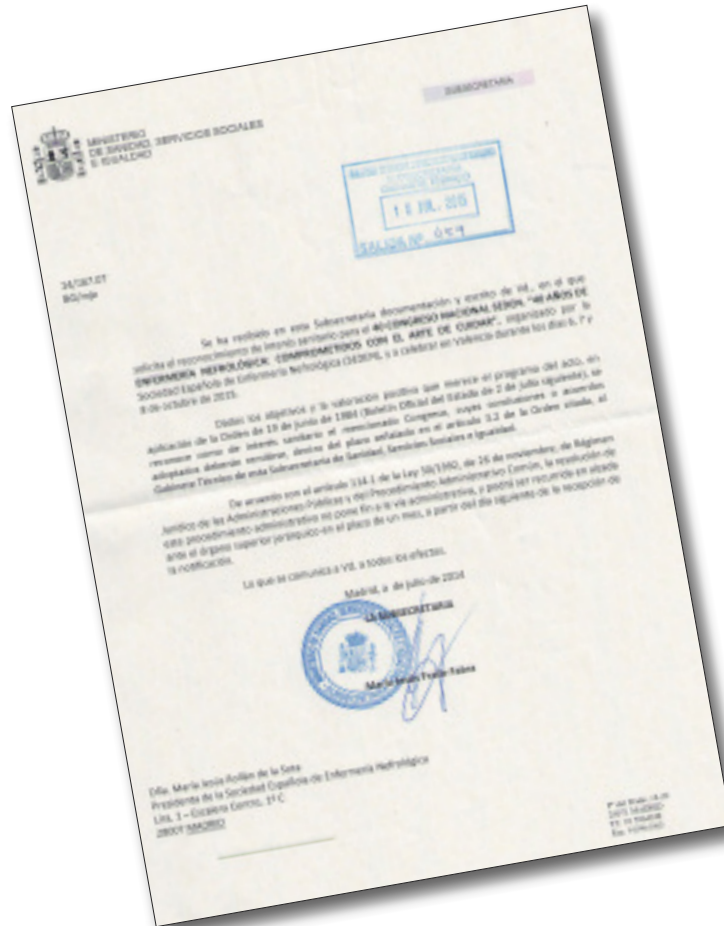 SUBSECRETARIA
MINISTERIO
DE SANIDAD, SERVICIOS SOCIALES
E IGUALDAD
SALIDA Nº. 059
Se ha recibido en esta Subsecretaría documentación y escrito de Vd., en el que
solicita el reconocimiento de interés sanitario para el 40 CONGRESO NACIONAL SEDEN, "40 AÑOS DE
ENFERMERÍA NEFROLÓGICA: COMPROMETIDOS CON EL ARTE DE CUIDAR", organizado por la
Sociedad Española de Enfermería Nefrológica (SEDEN), y a celebrar en Valencia durante los días 6, 7 y
8 de octubre de 2015.
Dados los objetivos y la valoración positiva que merece el programa del acto, en
aplicación de la Orden de 19 de junio de 1984 (Boletín Oficial del Estado de 2 de julio siguiente), se
reconoce como de interés sanitario el mencionado Congreso, cuyas conclusiones o acuerdos
adoptados deberán remitirse, dentro del plazo señalado en el artículo 3.2 de la Orden citada, al
Gabinete Técnico de esta Subsecretaría de Sanidad, Servicios Sociales e Igualdad.
De acuerdo con el artículo 114.1 de la Ley 30/1992, de 26 de noviembre, de Régimen
Jurídico de las Administraciones Públicas y del Procedimiento Administrativo Común, la resolución de
este procedimiento administrativo no pone fin a la vía administrativa, y podrá ser recurrida en alzada
ante el órgano superior jerárquico en el plazo de un mes, a partir del día siguiente de la recepción de
la notificación.
Lo que se comunica a Vd. a todos los efectos.
Madrid, a de julio de 2014
LA SUBSECRETARIA
María Jesús
Dña. María Jesús Rollán de la Sota
Presidenta de la Sociedad Española de Enfermería Nefrológica
1º C
28007 MADRID